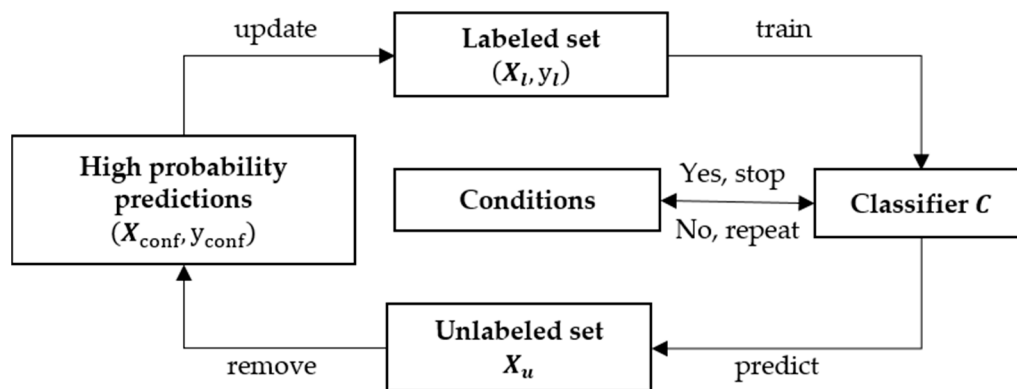 update
Labeled set
(X_l, y_l)
train
High probability
predictions
(X_conf, y_conf)
Conditions
Yes, stop
No, repeat
Classifier C
remove
Unlabeled set
X_u
predict